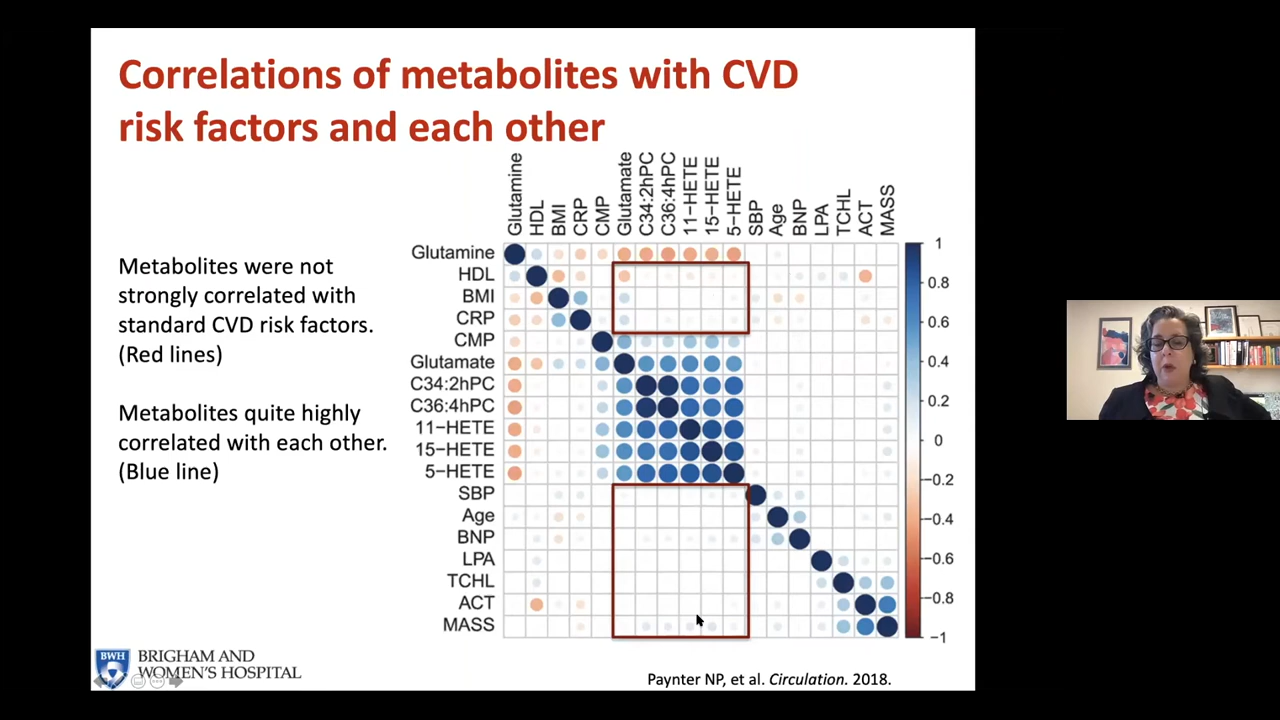 Correlations of metabolites with CVD
risk factors and each other
Metabolites were not
strongly correlated with
standard CVD risk factors.
(Red lines)
Metabolites quite highly
correlated with each other.
(Blue line)
Glutamine
HDL
BMI
CRP
CMP
Glutamate
C34:2hPC
C36:4hPC
11-HETE
15-HETE
5-HETE
SBP
Age
BNP
LPA
TCHL
ACT
MASS
Glutamine
HDL
BMI
CRP
CMP
Glutamate
C34:2hPC
C36:4hPC
11-HETE
15-HETE
5-HETE
SBP
Age
BNP
LPA
TCHL
ACT
MASS
1
0.8
0.6
0.4
0.2
0
-0.2
-0.4
-0.6
-0.8
-1
BWH
BRIGHAM AND
WOMEN'S HOSPITAL
Paynter NP, et al. Circulation. 2018.